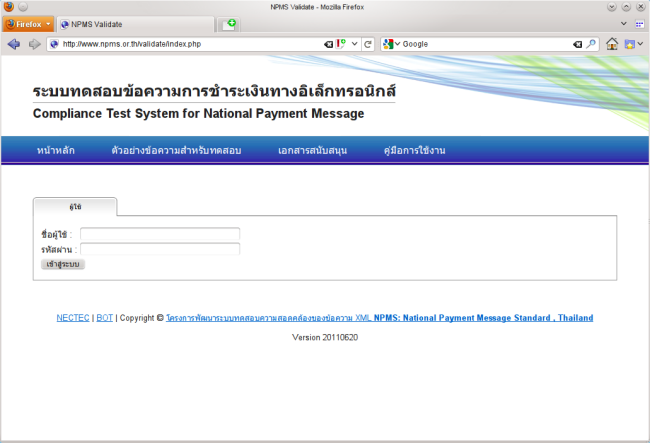 NPMS Validate - Mozilla Firefox
Firefox
NPMS Validate
http://www.npms.or.th/validate/index.php
Google
ระบบทดสอบข้อความการชำระเงินทางอิเล็กทรอนิกส์
Compliance Test System for National Payment Message
หน้าหลัก ตัวอย่างข้อความสำหรับทดสอบ เอกสารสนับสนุน คู่มือการใช้งาน
ผู้ใช้
ชื่อผู้ใช้ :
รหัสผ่าน :
เข้าสู่ระบบ
NECTEC | BOT | Copyright © โครงการพัฒนาระบบทดสอบความสอดคล้องของข้อความ XML NPMS: National Payment Message Standard , Thailand
Version 20110620